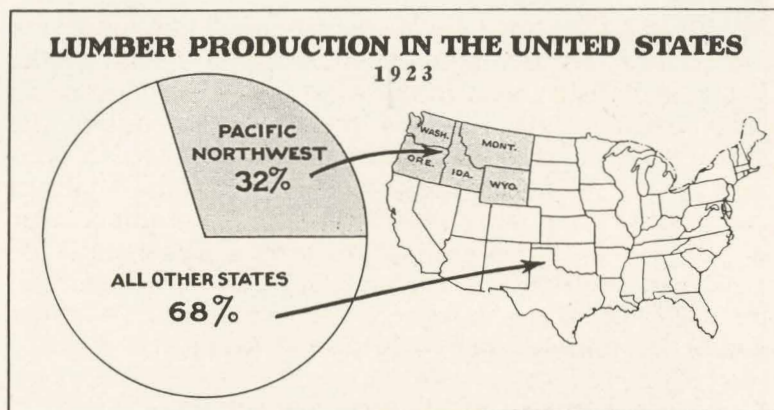 LUMBER PRODUCTION IN THE UNITED STATES
1923
PACIFIC
NORTHWEST
32%
ALL OTHER STATES
68%
WASH.
ORE.
IDA.
MONT.
WYO.